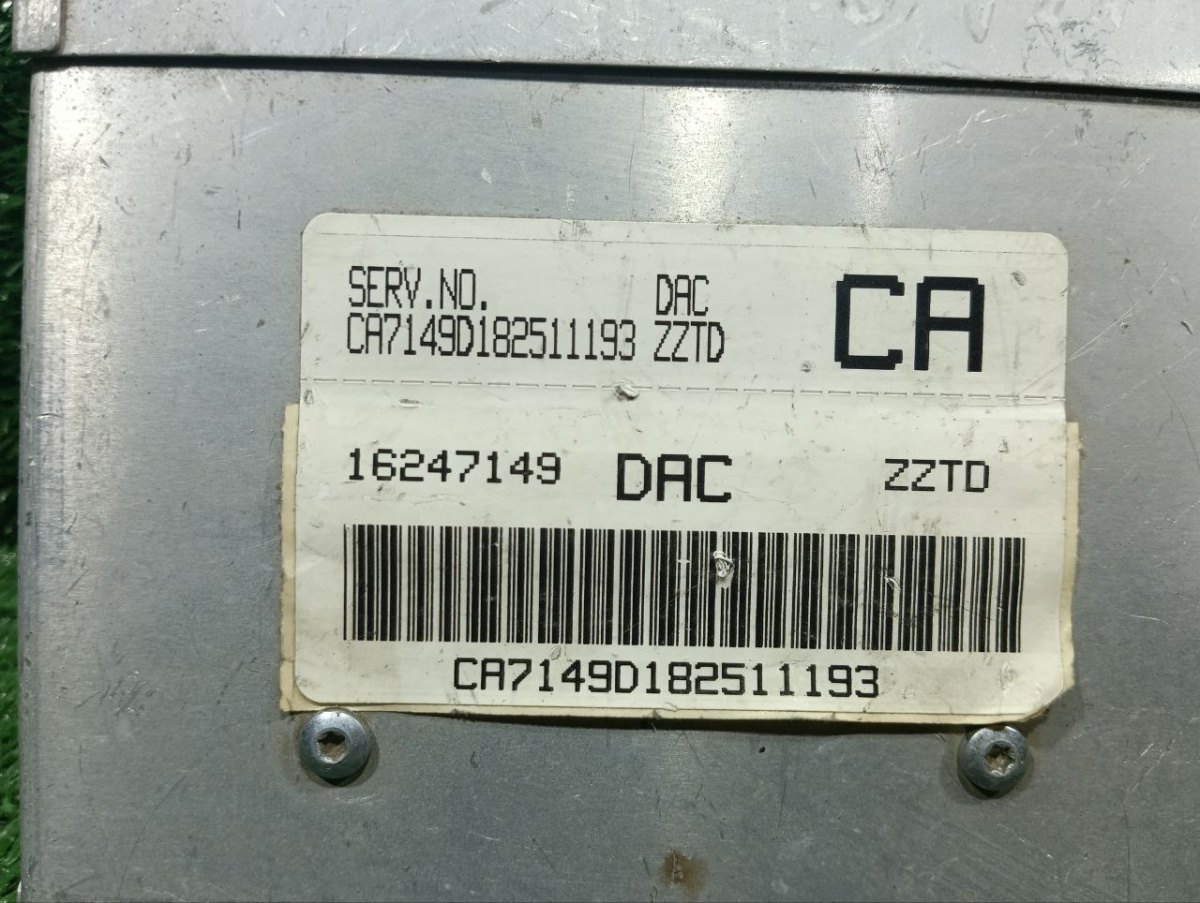 SERV.NO. DAC CA
CA7149D182511193 ZZTD
16247149 DAC ZZTD
CA7149D182511193